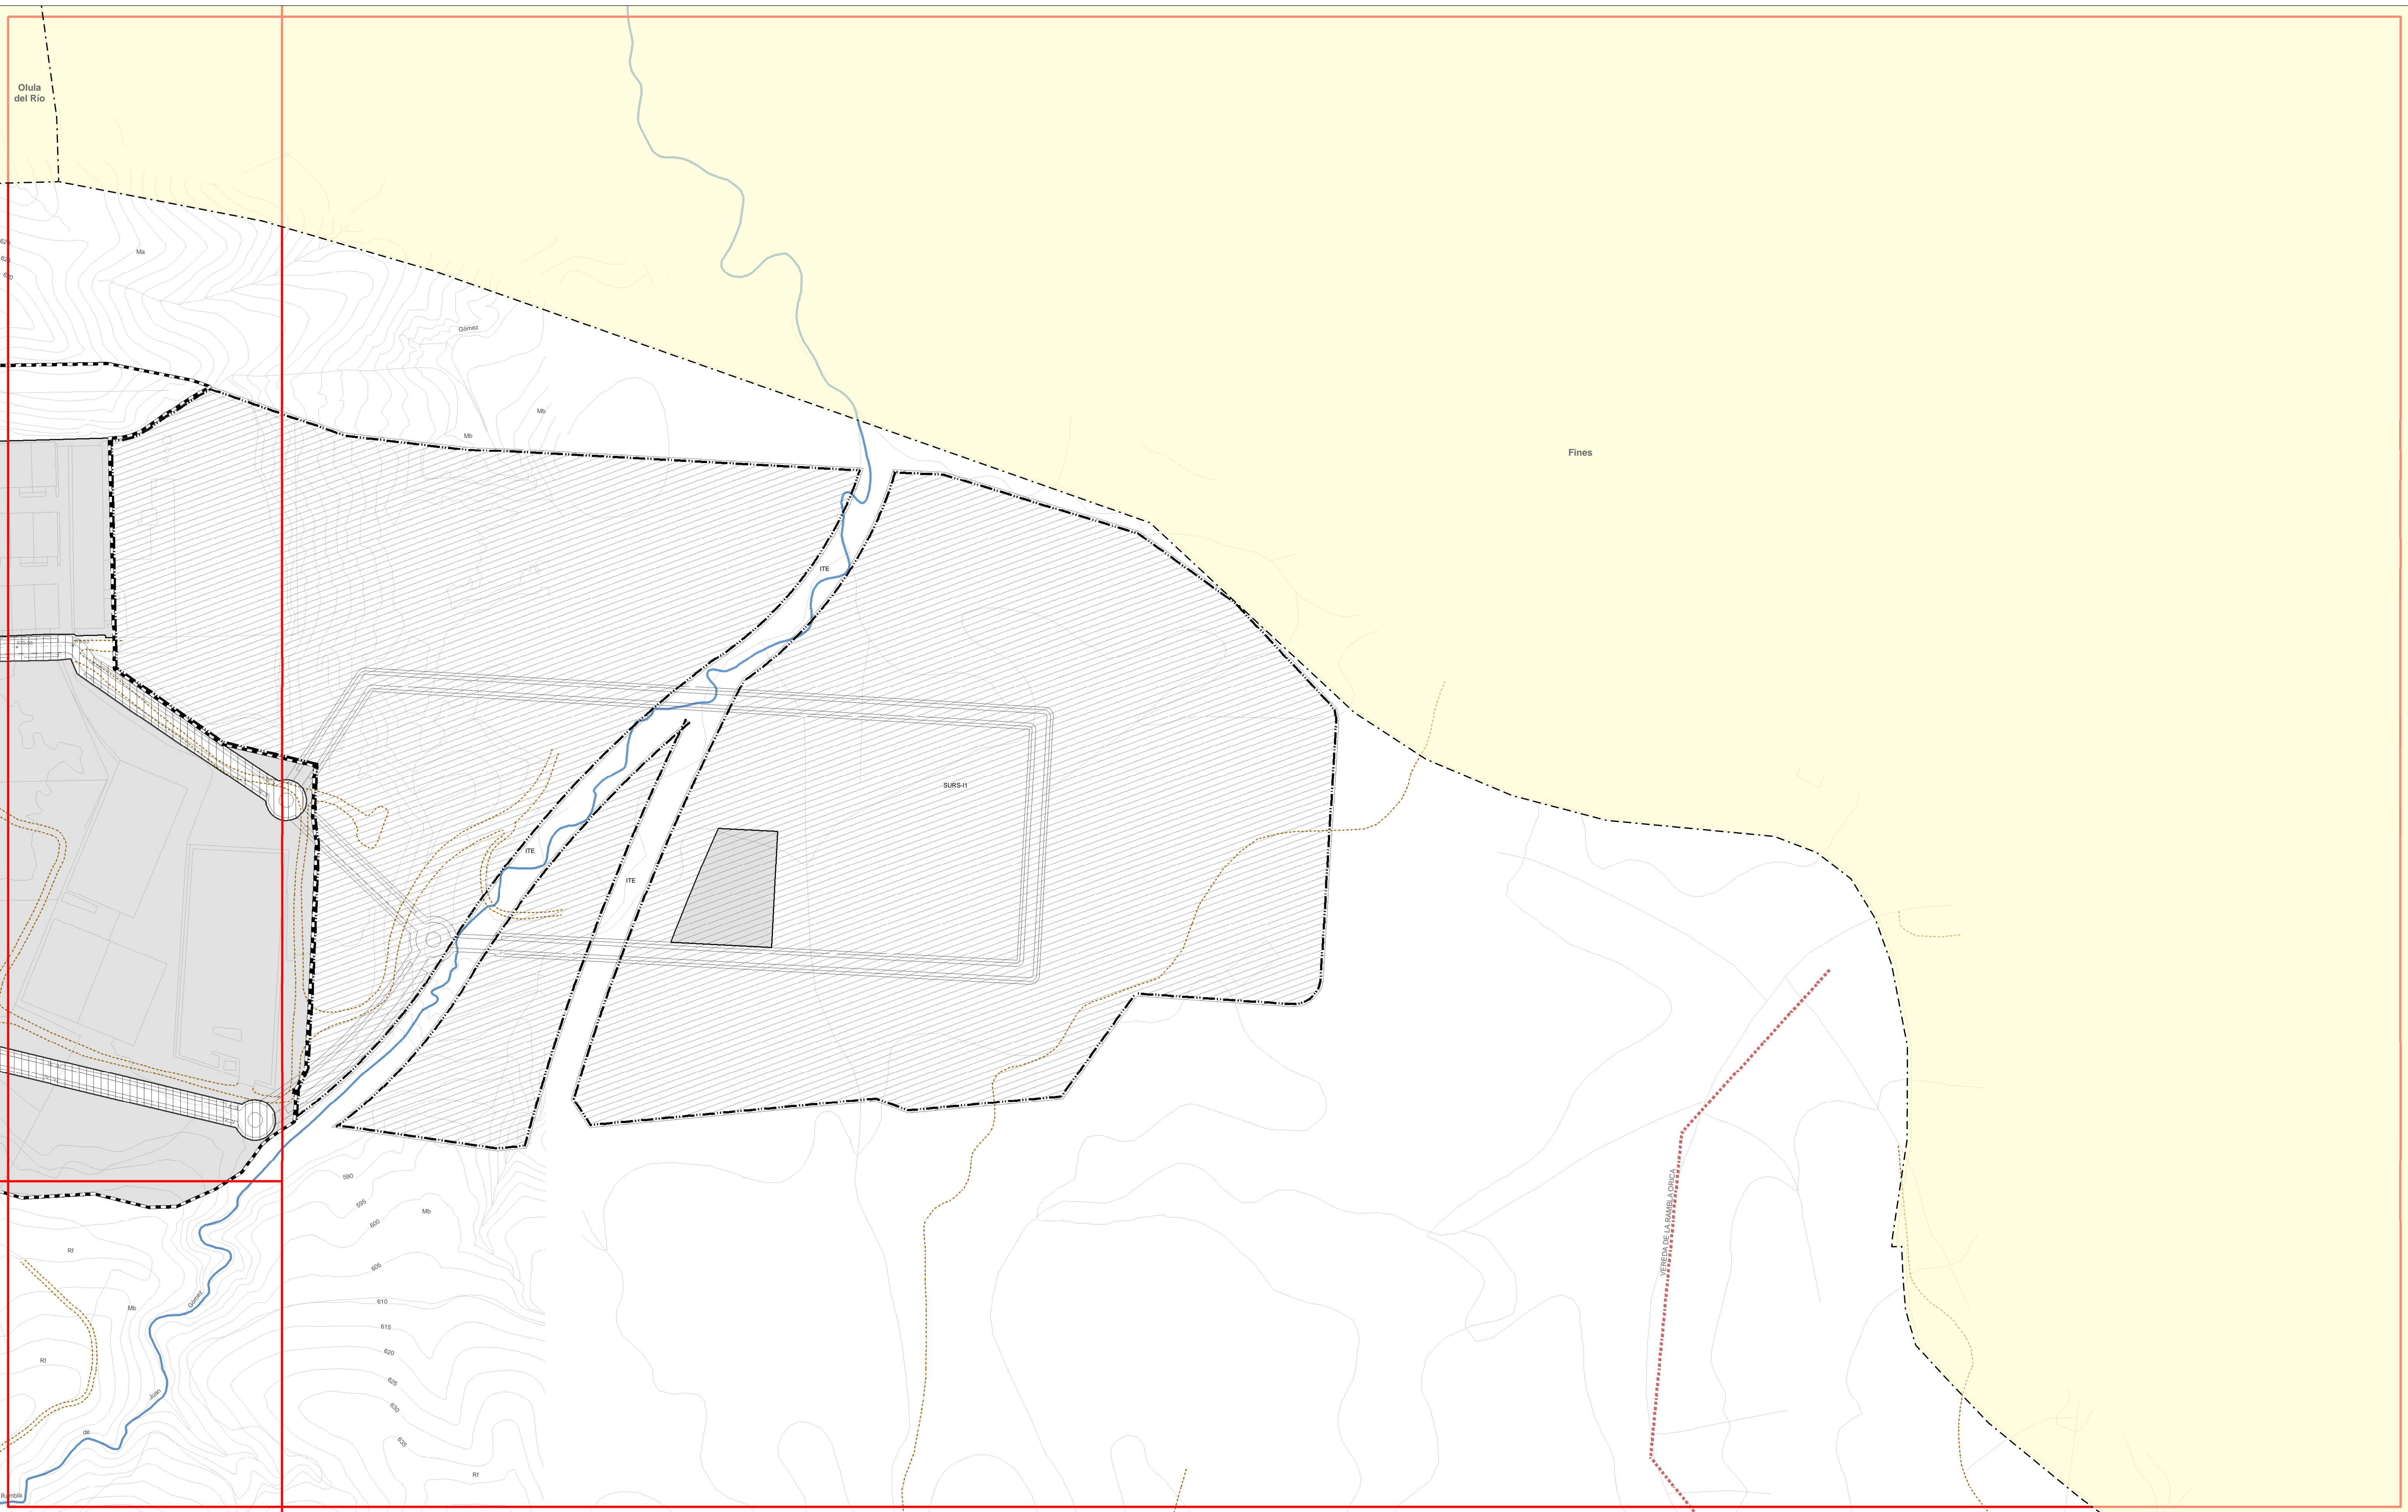 Olula
del Río
Ma
Gómez
Mb
Mb
Fines
ITE
SURS-I1
ITE
ITE
590
595
Mb
600
Rf
605
VEREDA DE LA RAMBLA ORICA
Gómez
610
Mb
615
620
Rf
625
Juan
630
de
635
Rf
Rambla